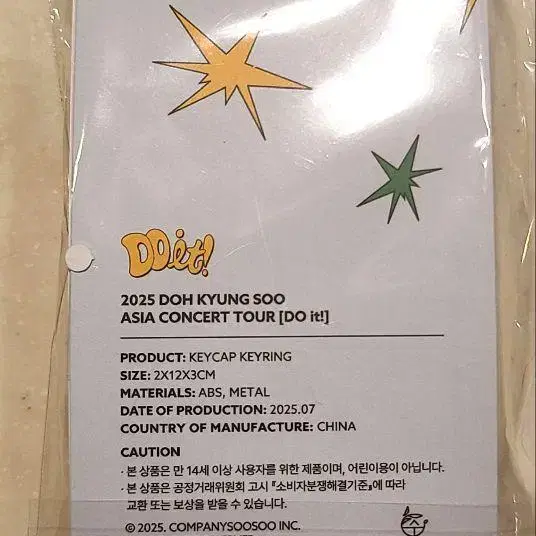 DO it!
2025 DOH KYUNG SOO
ASIA CONCERT TOUR [DO it!]
PRODUCT: KEYCAP KEYRING
SIZE: 2X12X3CM
MATERIALS: ABS, METAL
DATE OF PRODUCTION: 2025.07
COUNTRY OF MANUFACTURE: CHINA
CAUTION
· 본 상품은 만 14세 이상 사용자를 위한 제품이며, 어린이용이 아닙니다.
· 본 상품은 공정거래위원회 고시 『소비자분쟁해결기준』에 따라
교환 또는 보상을 받을 수 있습니다.
© 2025. COMPANYSOOSOO INC.
수